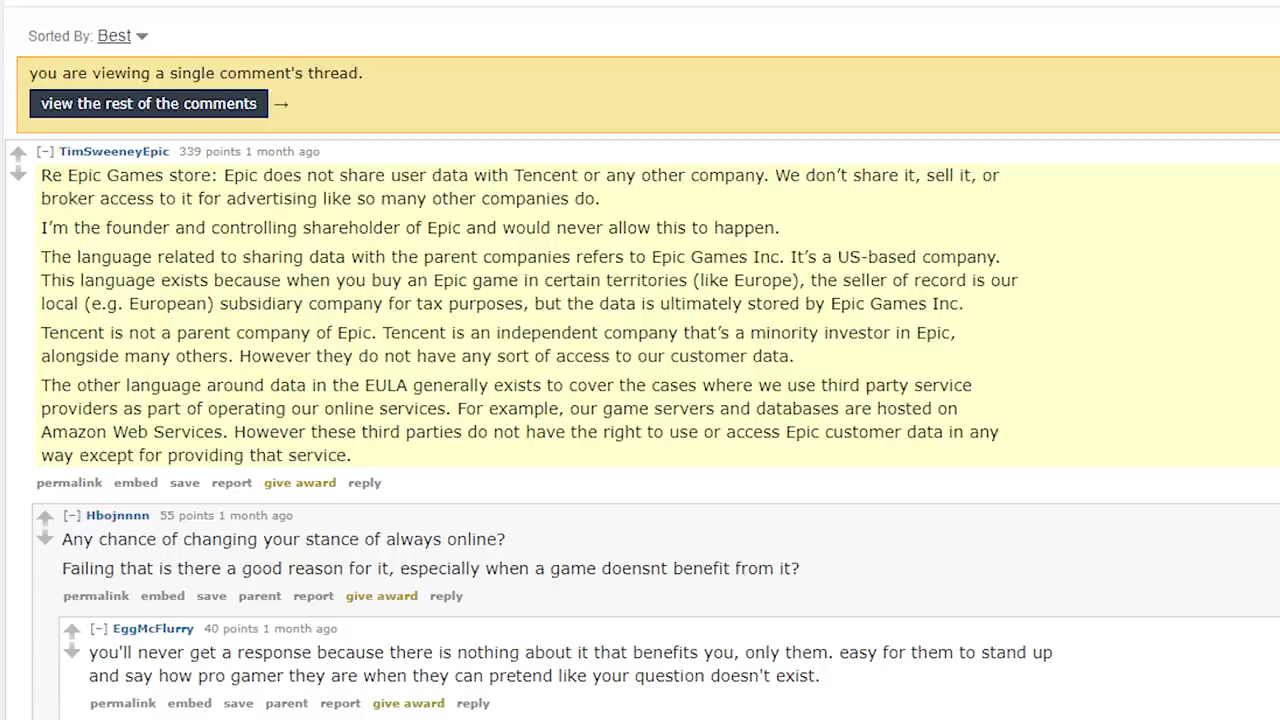 Sorted By: Best
you are viewing a single comment's thread.
view the rest of the comments →
[–] TimSweeneyEpic 339 points 1 month ago
Re Epic Games store: Epic does not share user data with Tencent or any other company. We don’t share it, sell it, or
broker access to it for advertising like so many other companies do.
I’m the founder and controlling shareholder of Epic and would never allow this to happen.
The language related to sharing data with the parent companies refers to Epic Games Inc. It’s a US-based company.
This language exists because when you buy an Epic game in certain territories (like Europe), the seller of record is our
local (e.g. European) subsidiary company for tax purposes, but the data is ultimately stored by Epic Games Inc.
Tencent is not a parent company of Epic. Tencent is an independent company that’s a minority investor in Epic,
alongside many others. However they do not have any sort of access to our customer data.
The other language around data in the EULA generally exists to cover the cases where we use third party service
providers as part of operating our online services. For example, our game servers and databases are hosted on
Amazon Web Services. However these third parties do not have the right to use or access Epic customer data in any
way except for providing that service.
permalink embed save report give award reply
[–] Hbojnnnn 55 points 1 month ago
Any chance of changing your stance of always online?
Failing that is there a good reason for it, especially when a game doensnt benefit from it?
permalink embed save parent report give award reply
[–] EggMcFlurry 40 points 1 month ago
you'll never get a response because there is nothing about it that benefits you, only them. easy for them to stand up
and say how pro gamer they are when they can pretend like your question doesn't exist.
permalink embed save parent report give award reply